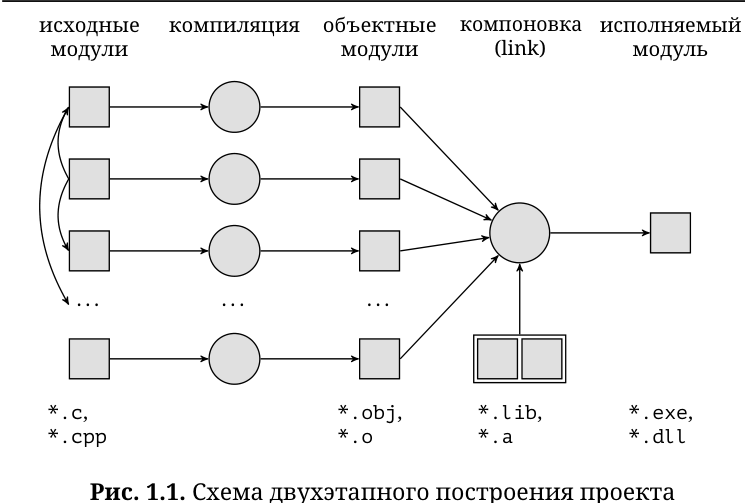 исходные модули
компиляция
объектные модули
компоновка (link)
исполняемый модуль
...
...
...
*.c,
*.cpp
*.obj,
*.o
*.lib,
*.a
*.exe,
*.dll
Рис. 1.1. Схема двухэтапного построения проекта